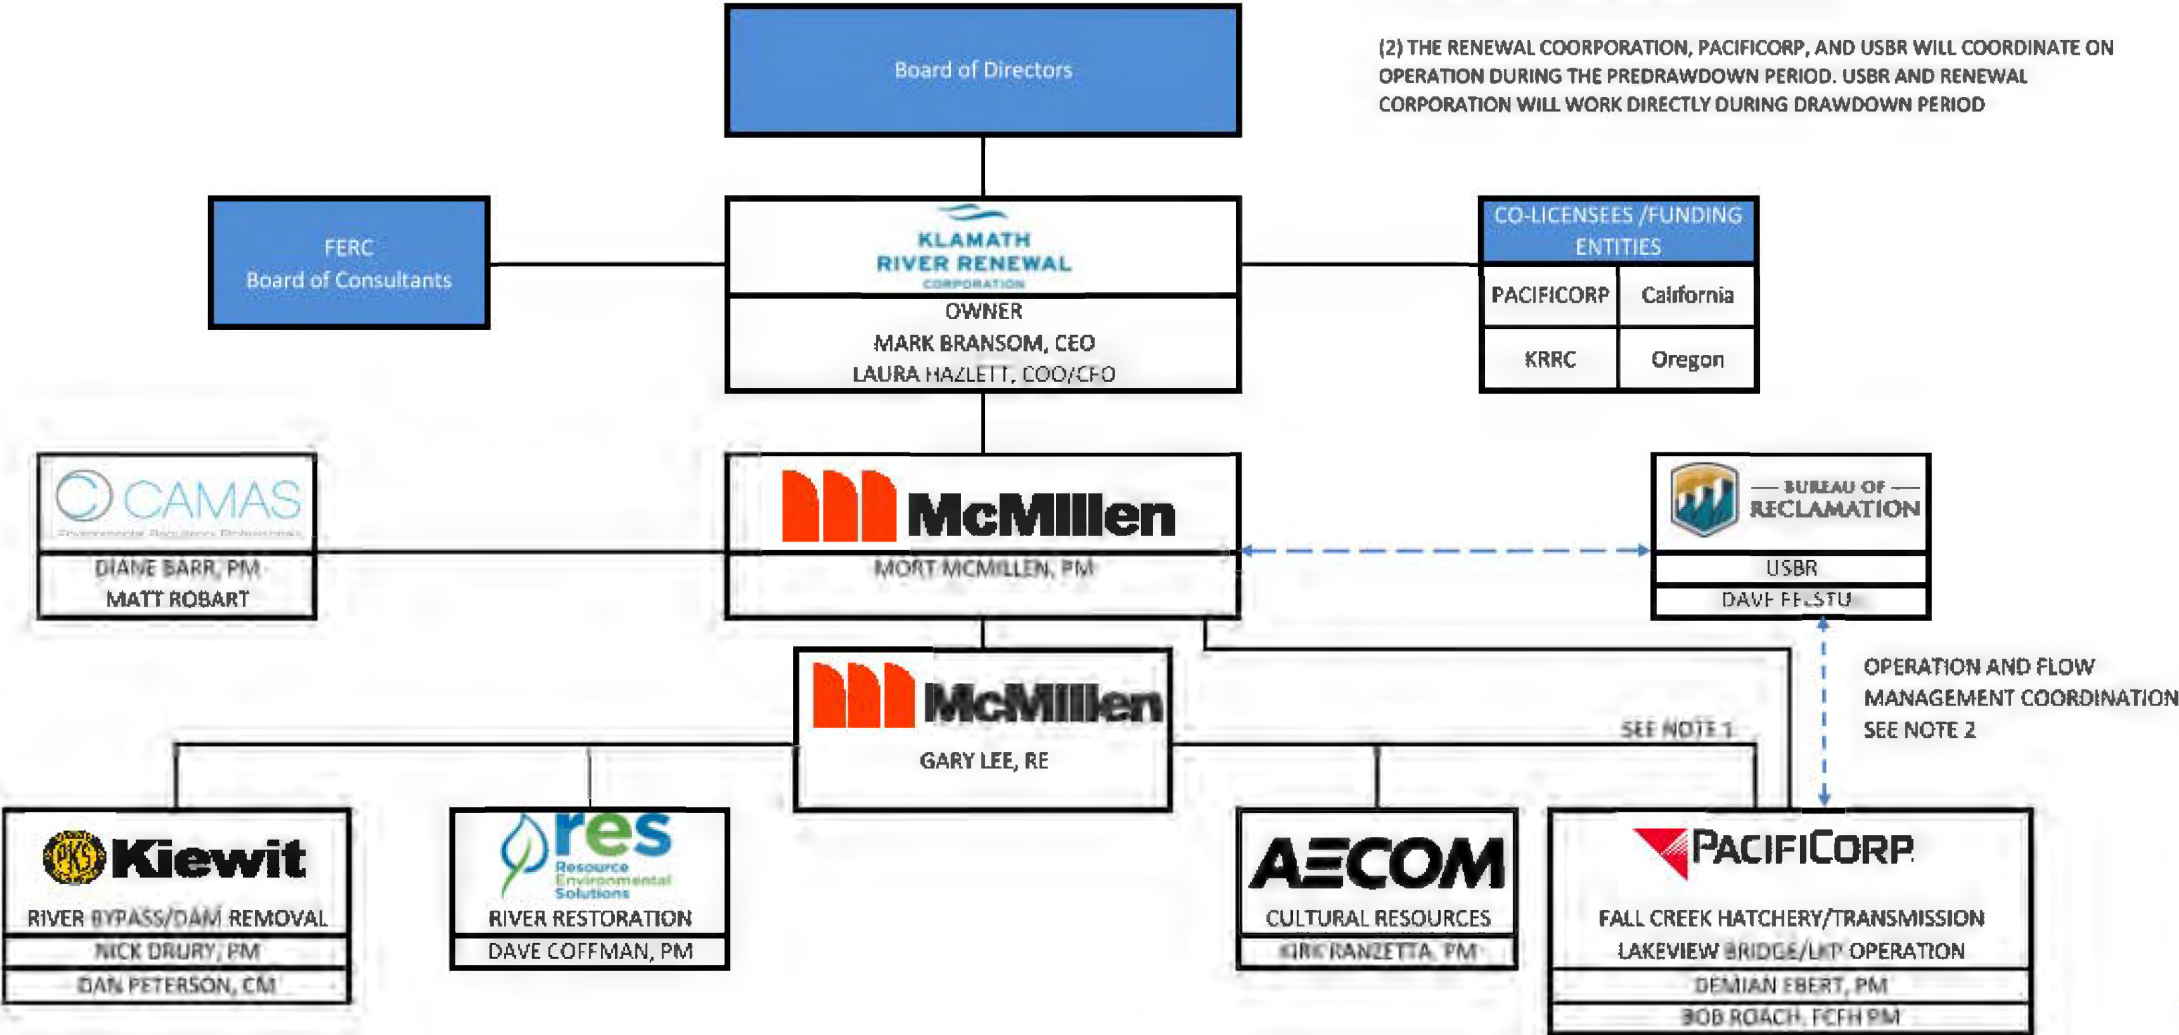 Board of Directors
(2) THE RENEWAL COORPORATION, PACIFICORP, AND USBR WILL COORDINATE ON
OPERATION DURING THE PREDRAWDOWN PERIOD. USBR AND RENEWAL
CORPORATION WILL WORK DIRECTLY DURING DRAWDOWN PERIOD
FERC
Board of Consultants
KLAMATH
RIVER RENEWAL
CORPORATION
OWNER
MARK BRANSOM, CEO
LAURA HAZLETT, COO/CFO
CO-LICENSEES /FUNDING
ENTITIES
PACIFICORP California
KRRC Oregon
CAMAS
DIANE BARR, PM
MATT ROBART
McMillen
MORT MCMILLEN, PM
BUREAU OF
RECLAMATION
USBR
DAVE
McMillen
GARY LEE, RE
SEE NOTE 1
OPERATION AND FLOW
MANAGEMENT COORDINATION
SEE NOTE 2
PKS Kiewit
RIVER BYPASS/DAM REMOVAL
NICK DRURY, PM
DAN PETERSON, CM
res
Resource
Environmental
Solutions
RIVER RESTORATION
DAVE COFFMAN, PM
AECOM
CULTURAL RESOURCES
KIRK RANZETTA, PM
PACIFICORP
FALL CREEK HATCHERY/TRANSMISSION
LAKEVIEW BRIDGE/LKP OPERATION
DEMIAN EBERT, PM
BOB ROACH, FCFH PM